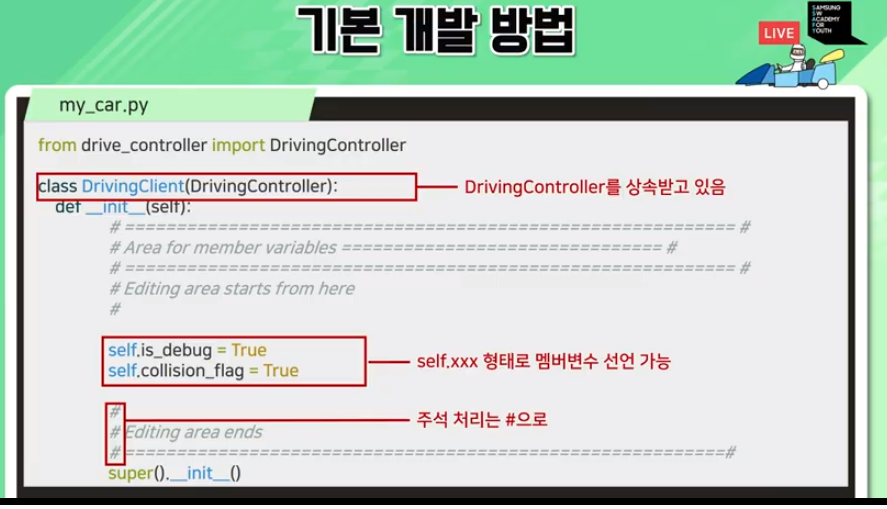 기본 개발 방법
LIVE
SAMSUNG
SW
ACADEMY
FOR
YOUTH
my_car.py
from drive_controller import DrivingController
class DrivingClient(DrivingController):
DrivingController를 상속받고 있음
def __init__(self):
# ============================================================ #
# Area for member variables =============================== #
# ============================================================ #
# Editing area starts from here
#
self.is_debug = True
self.collision_flag = True
self.xxx 형태로 멤버변수 선언 가능
#
주석 처리는 #으로
# Editing area ends
# ===========================================================#
super().__init__()